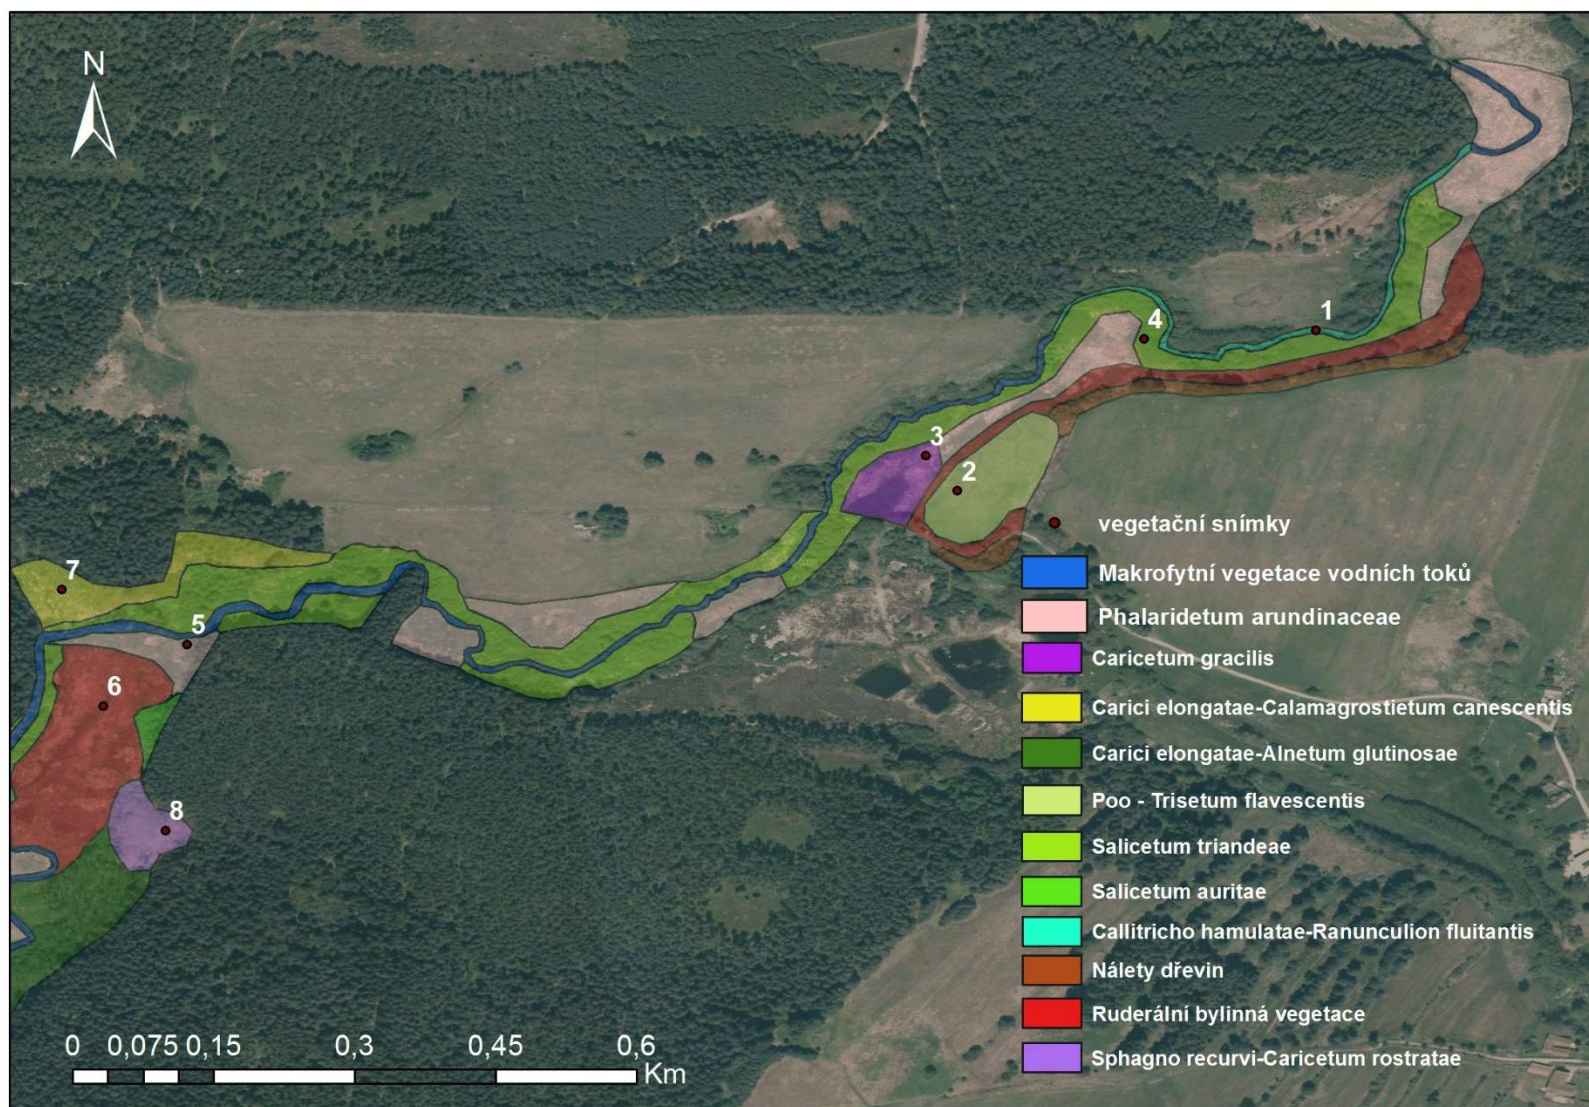 N
1
4
3
2
7
5
6
8
vegetační snímky
Makrofytní vegetace vodních toků
Phalaridetum arundinaceae
Caricetum gracilis
Carici elongatae-Calamagrostietum canescentis
Carici elongatae-Alnetum glutinosae
Poo - Trisetum flavescentis
Salicetum triandeae
Salicetum auritae
Callitricho hamulatae-Ranunculion fluitantis
Nálety dřevin
Ruderální bylinná vegetace
Sphagno recurvi-Caricetum rostratae
0 0,075 0,15 0,3 0,45 0,6
Km